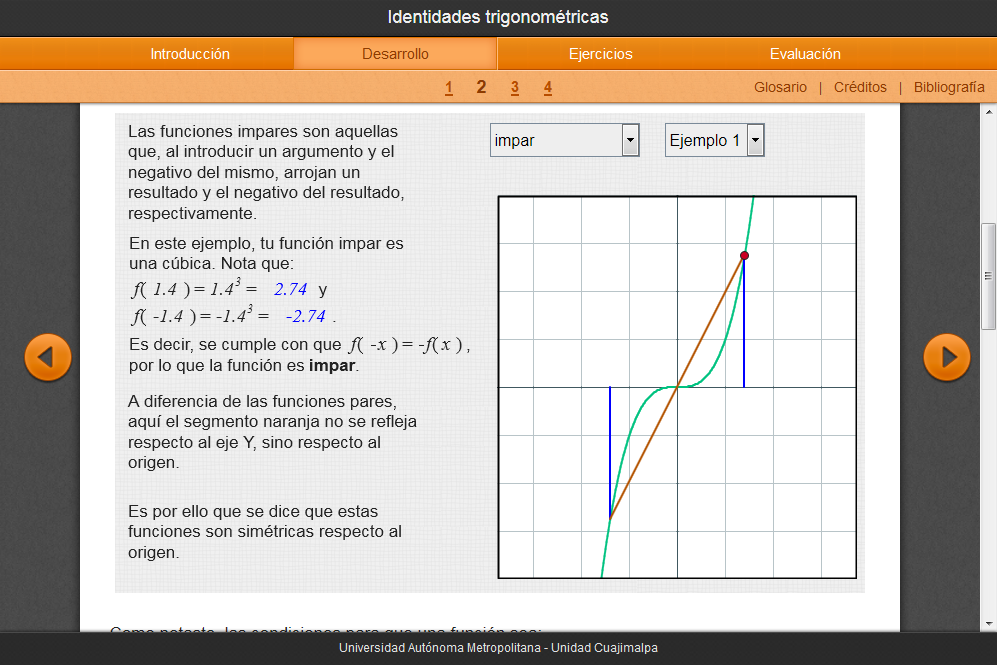 Identidades trigonométricas
Introducción Desarrollo Ejercicios Evaluación
1 2 3 4 Glosario | Créditos | Bibliografía
Las funciones impares son aquellas
que, al introducir un argumento y el
negativo del mismo, arrojan un
resultado y el negativo del resultado,
respectivamente.
impar Ejemplo 1
En este ejemplo, tu función impar es
una cúbica. Nota que:
f( 1.4 ) = 1.4³ = 2.74 y
f( -1.4 ) = -1.4³ = -2.74 .
Es decir, se cumple con que f( -x ) = -f( x ) ,
por lo que la función es impar.
A diferencia de las funciones pares,
aquí el segmento naranja no se refleja
respecto al eje Y, sino respecto al
origen.
Es por ello que se dice que estas
funciones son simétricas respecto al
origen.
Universidad Autónoma Metropolitana - Unidad Cuajimalpa